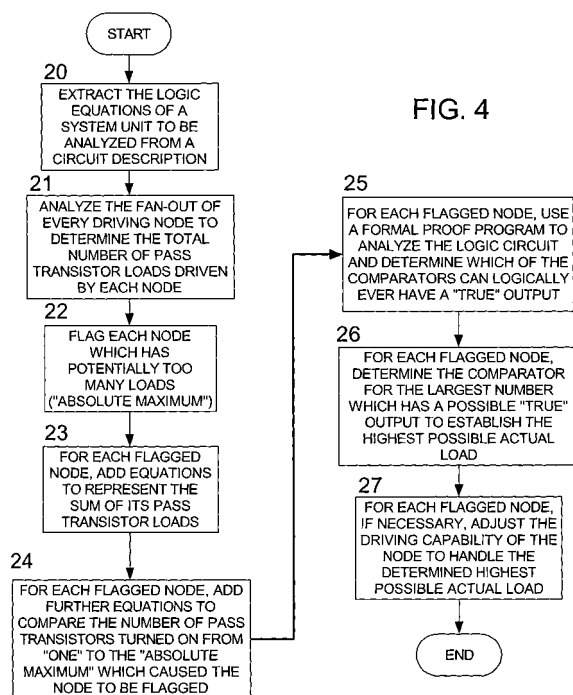 START
20
EXTRACT THE LOGIC
EQUATIONS OF A
SYSTEM UNIT TO BE
ANALYZED FROM A
CIRCUIT DESCRIPTION
21
ANALYZE THE FAN-OUT OF
EVERY DRIVING NODE TO
DETERMINE THE TOTAL
NUMBER OF PASS
TRANSISTOR LOADS DRIVEN
BY EACH NODE
22
FLAG EACH NODE
WHICH HAS
POTENTIALLY TOO
MANY LOADS
("ABSOLUTE MAXIMUM")
23
FOR EACH FLAGGED
NODE, ADD EQUATIONS
TO REPRESENT THE
SUM OF ITS PASS
TRANSISTOR LOADS
24
FOR EACH FLAGGED NODE, ADD
FURTHER EQUATIONS TO
COMPARE THE NUMBER OF PASS
TRANSISTORS TURNED ON FROM
"ONE" TO THE "ABSOLUTE
MAXIMUM" WHICH CAUSED THE
NODE TO BE FLAGGED
FIG. 4
25
FOR EACH FLAGGED NODE, USE
A FORMAL PROOF PROGRAM TO
ANALYZE THE LOGIC CIRCUIT
AND DETERMINE WHICH OF THE
COMPARATORS CAN LOGICALLY
EVER HAVE A "TRUE" OUTPUT
26
FOR EACH FLAGGED NODE,
DETERMINE THE COMPARATOR
FOR THE LARGEST NUMBER
WHICH HAS A POSSIBLE "TRUE"
OUTPUT TO ESTABLISH THE
HIGHEST POSSIBLE ACTUAL
LOAD
27
FOR EACH FLAGGED NODE,
IF NECESSARY, ADJUST THE
DRIVING CAPABILITY OF THE
NODE TO HANDLE THE
DETERMINED HIGHEST
POSSIBLE ACTUAL LOAD
END